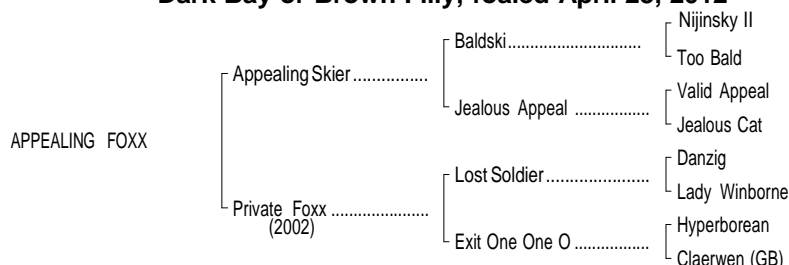 Dark Bay or Brown Filly; foaled April 2012
Nijinsky II
Baldski
Too Bald
Appealing Skier
Valid Appeal
Jealous Appeal
Jealous Cat
APPEALING FOXX
Danzig
Lost Soldier
Lady Winborne
Private Foxx
(2002)
Hyperborean
Exit One One O
Claerwen (GB)